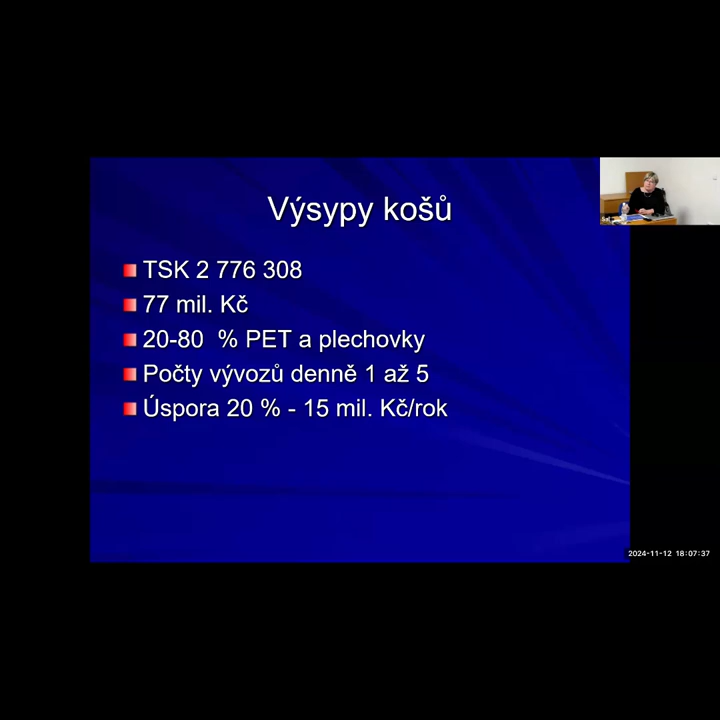 Výsypy košů
TSK 2 776 308
77 mil. Kč
20-80 % PET a plechovky
Počty vývozů denně 1 až 5
Úspora 20 % - 15 mil. Kč/rok
2024-11-12 18:07:37